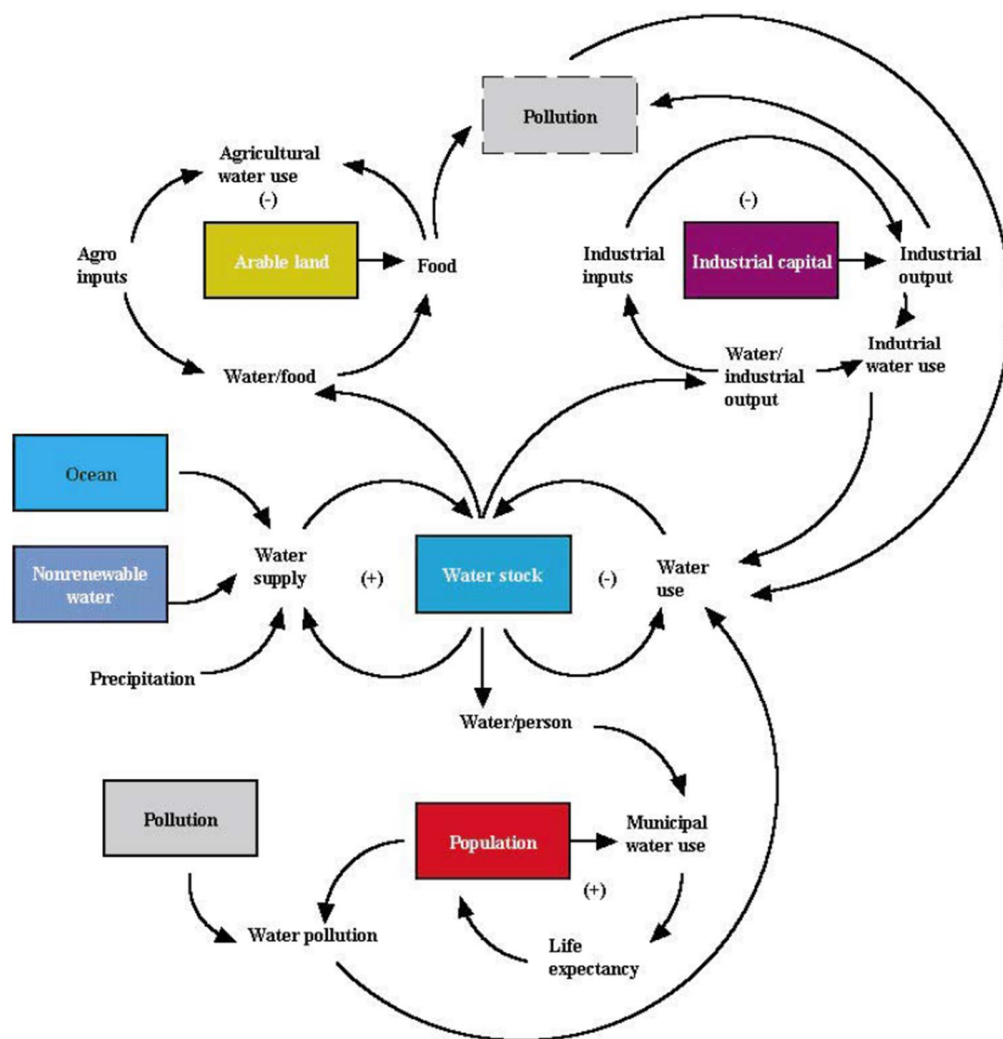 Pollution
Agricultural
water use
(-)
(-)
Agro
inputs
Arable land
Food
Industrial
inputs
Industrial capital
Industrial
output
Indutrial
water use
Water/food
Water/
industrial
output
Ocean
Nonrenewable
water
Water
supply
(+)
Water stock
(-)
Water
use
Precipitation
Water/person
Pollution
Population
Municipal
water use
(+)
Water pollution
Life
expectancy